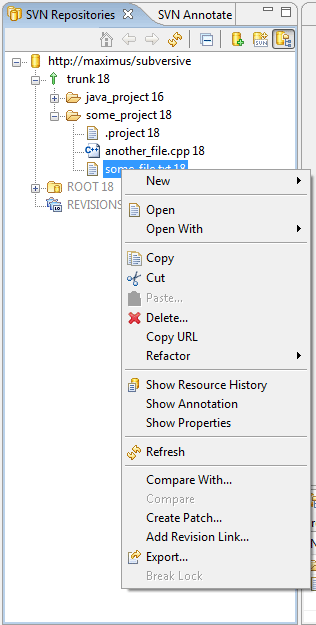 SVN Repositories SVN Annotate
http://maximus/subversive
trunk 18
java_project 16
some_project 18
.project 18
another_file.cpp 18
some_file.txt 18
ROOT 18
REVISIONS
New
Open
Open With
Copy
Cut
Paste...
Delete...
Copy URL
Refactor
Show Resource History
Show Annotation
Show Properties
Refresh
Compare With...
Compare
Create Patch...
Add Revision Link...
Export...
Break Lock